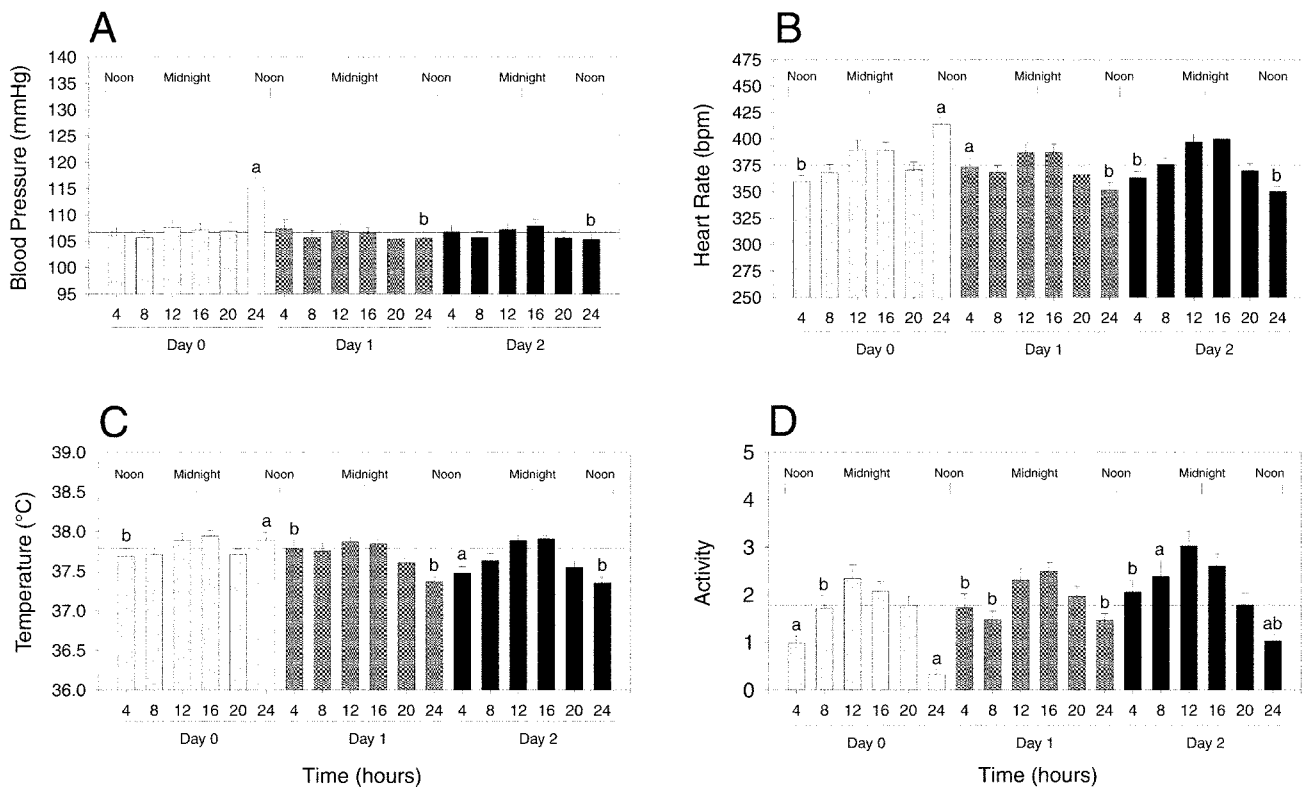 A
Blood Pressure (mmHg)
140
135
130
125
120
115
110
105
100
95
Noon Midnight Noon Midnight Noon Midnight Noon
a
b
b
4 8 12 16 20 24 4 8 12 16 20 24 4 8 12 16 20 24
Day 0 Day 1 Day 2
B
Heart Rate (bpm)
475
450
425
400
375
350
325
300
275
250
Noon Midnight Noon Midnight Noon Midnight Noon
b a a b b b
4 8 12 16 20 24 4 8 12 16 20 24 4 8 12 16 20 24
Day 0 Day 1 Day 2
C
Temperature (°C)
39.0
38.5
38.0
37.5
37.0
36.5
36.0
Noon Midnight Noon Midnight Noon Midnight Noon
b a b b a b
4 8 12 16 20 24 4 8 12 16 20 24 4 8 12 16 20 24
Day 0 Day 1 Day 2
Time (hours)
D
Activity
5
4
3
2
1
0
Noon Midnight Noon Midnight Noon Midnight Noon
a b a b b b b a ab
4 8 12 16 20 24 4 8 12 16 20 24 4 8 12 16 20 24
Day 0 Day 1 Day 2
Time (hours)